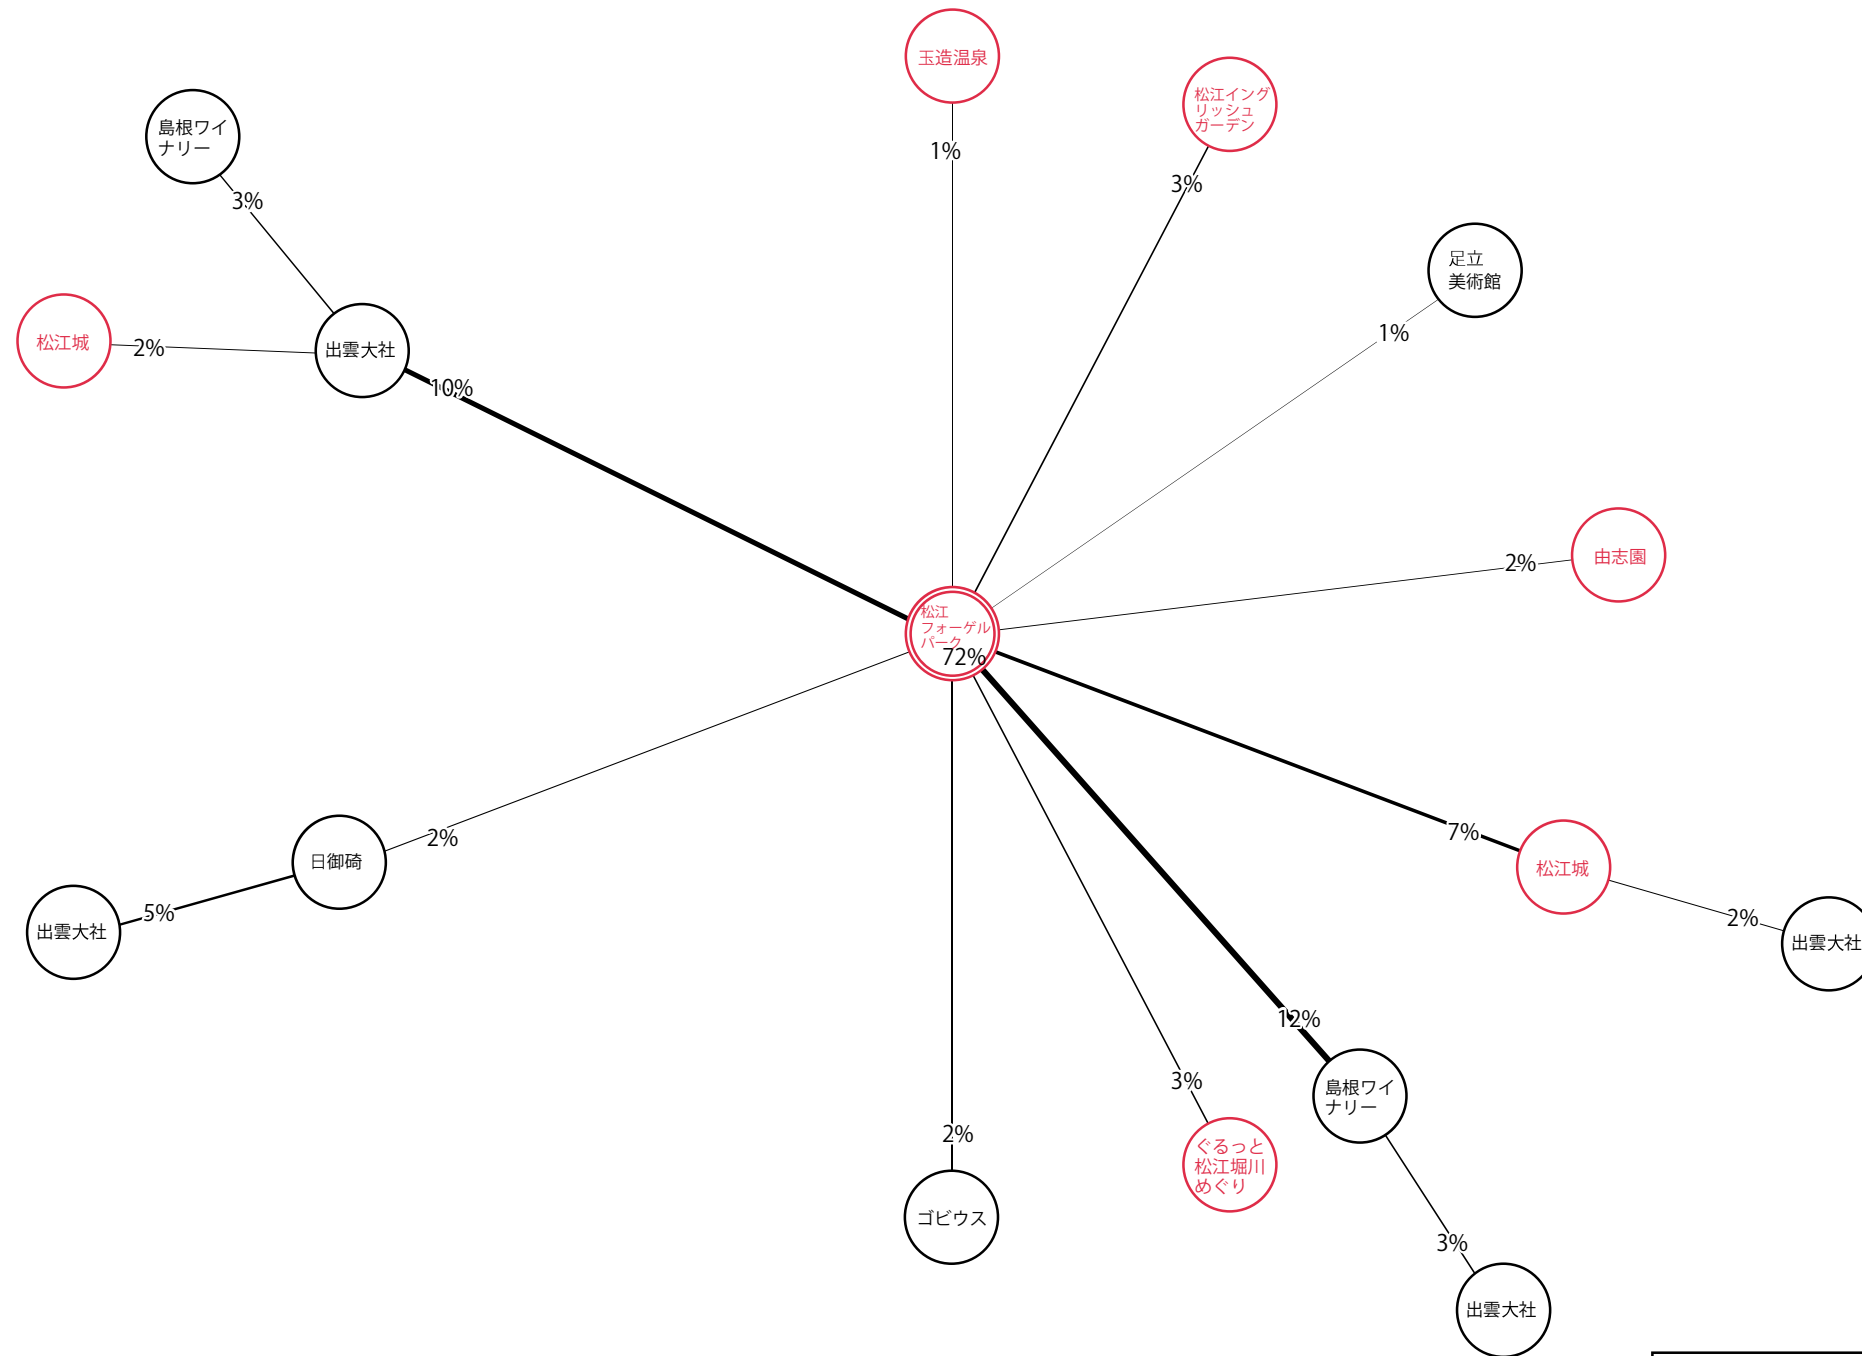 玉造温泉
1%
松江イング
リッシュ
ガーデン
3%
島根ワイ
ナリー
3%
足立
美術館
1%
松江城
2%
出雲大社
10%
由志園
2%
松江
フォーゲル
パーク
72%
7%
松江城
2%
出雲大社
日御碕
2%
5%
出雲大社
12%
島根ワイ
ナリー
3%
ぐるっと
松江堀川
めぐり
2%
ゴビウス
3%
出雲大社